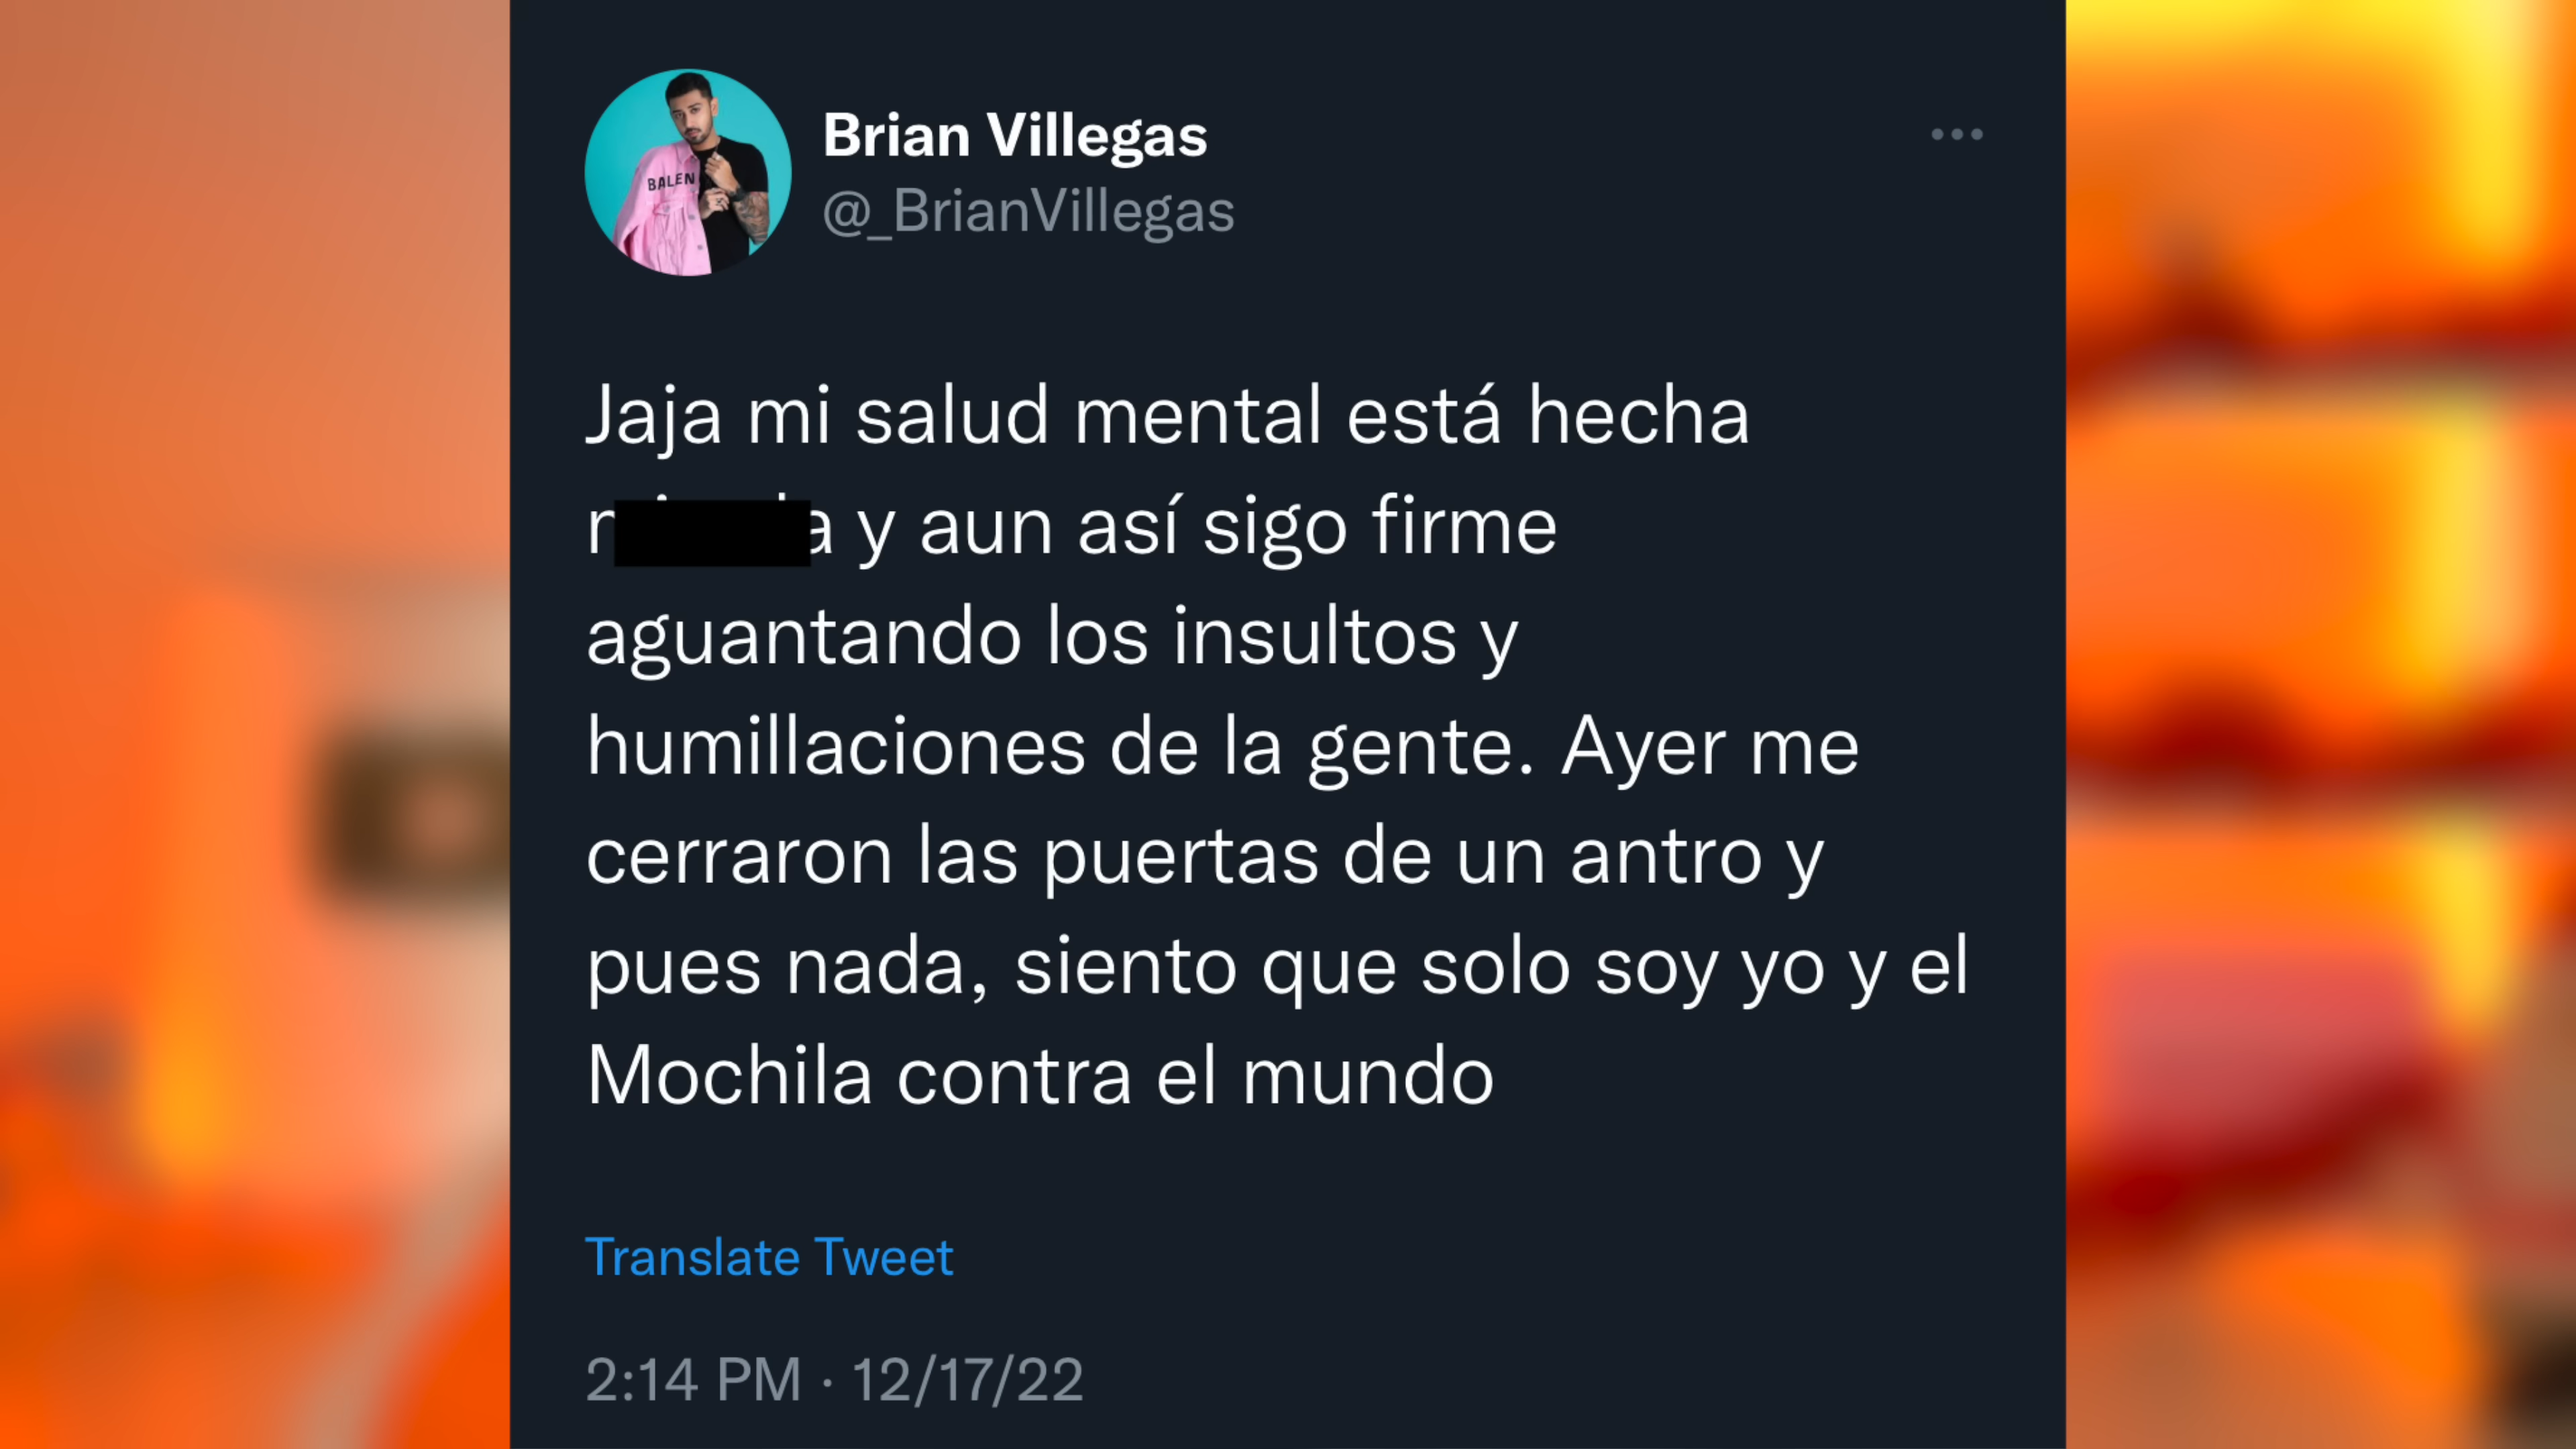 BALEN
Brian Villegas
@_BrianVillegas
Jaja mi salud mental está hecha
y aun así sigo firme
aguantando los insultos y
humillaciones de la gente. Ayer me
cerraron las puertas de un antro y
pues nada, siento que solo soy yo y el
Mochila contra el mundo
Translate Tweet
2:14 PM · 12/17/22